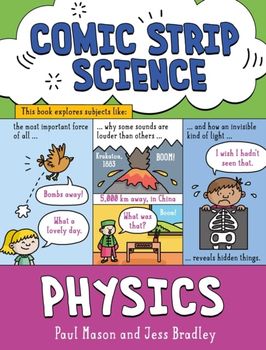 COMIC STRIP
SCIENCE
This book explores subjects like:
the most important force
of all ...
Bombs away!
What a
lovely day.
... why some sounds are
louder than others ...
Krakatoa,
1883
BOOM!
5,000 km away, in China
What was
that?
Boom!
... and how an invisible
kind of light ...
I wish I hadn't
seen that.
... reveals hidden things.
PHYSICS
Paul Mason and Jess Bradley